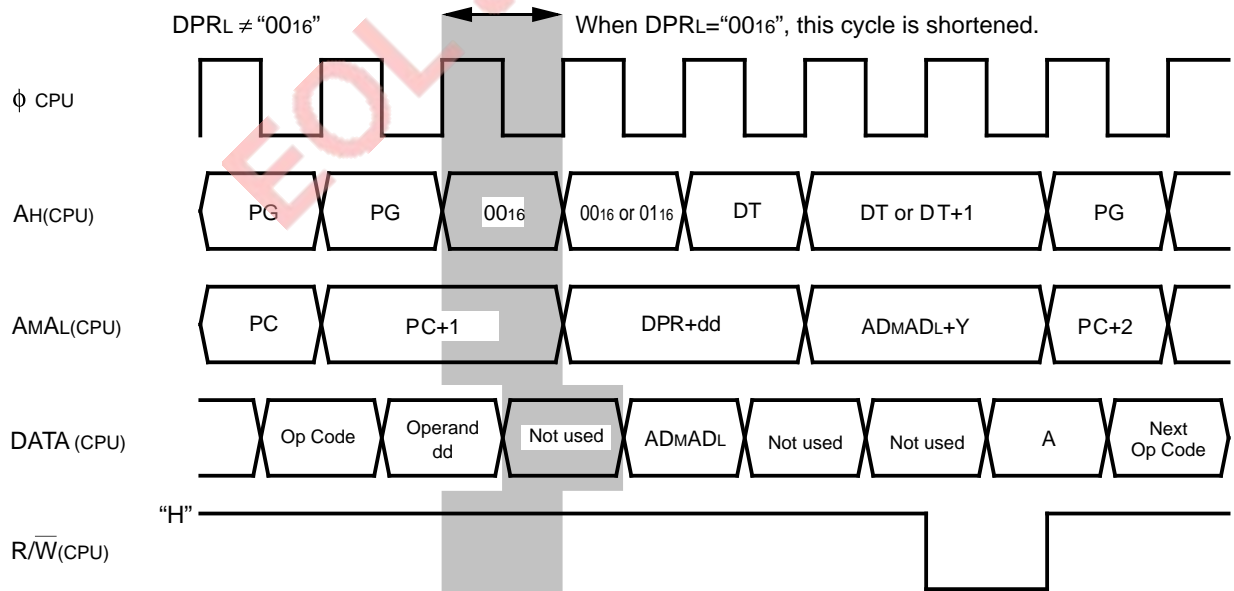 DPRL ≠ “0016”
When DPRL=“0016”, this cycle is shortened.
ϕ CPU
AH(CPU)
PG
PG
0016
0016 or 0116
DT
DT or DT+1
PG
AMAL(CPU)
PC
PC+1
DPR+dd
ADMADL+Y
PC+2
DATA (CPU)
Op Code
Operand
dd
Not used
ADMADL
Not used
Not used
A
Next
Op Code
“H”
R/W̅(CPU)
EOL